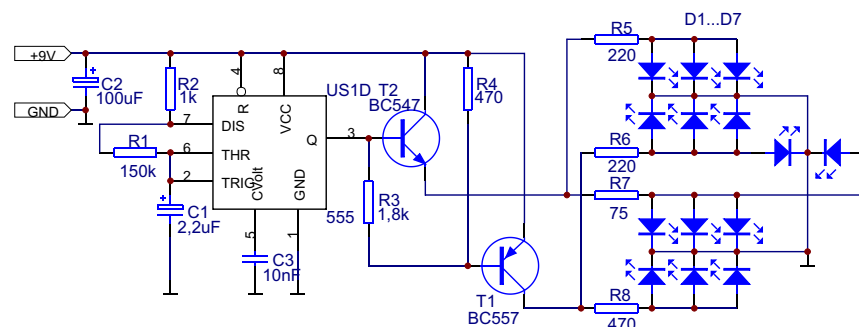 +9V
GND
C2
100uF
R2
1k
R1
150k
C1
2,2uF
7
6
2
4
8
3
5
1
R
VCC
DIS
THR
TRIG
CVolt
GND
Q
US1D
555
C3
10nF
T2
BC547
R3
1,8k
R4
470
T1
BC557
R5
220
R6
220
R7
75
R8
470
D1...D7